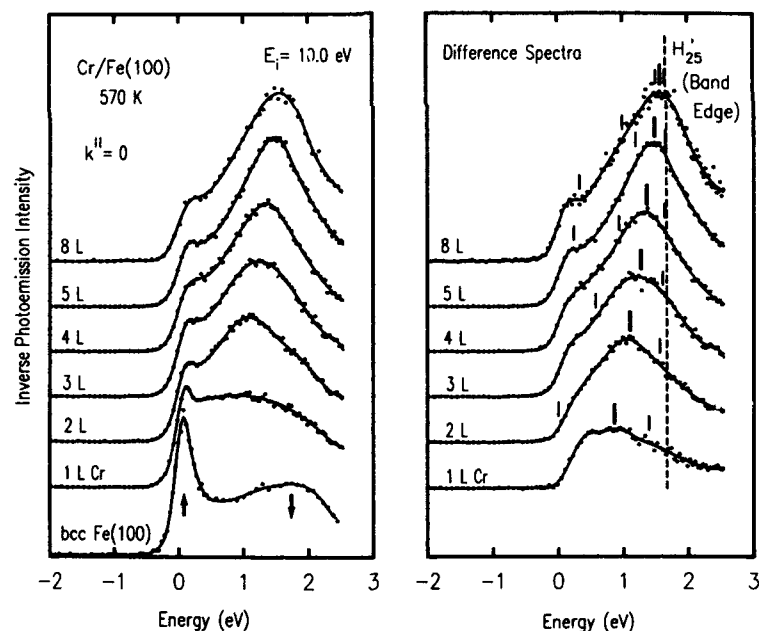 Cr/Fe(100)
570 K
k" = 0
E_i = 10.0 eV
8 L
5 L
4 L
3 L
2 L
1 L Cr
bcc Fe(100)
Inverse Photoemission Intensity
-2 -1 0 1 2 3
Energy (eV)
Difference Spectra
H'_25
(Band
Edge)
8 L
5 L
4 L
3 L
2 L
1 L Cr
-2 -1 0 1 2 3
Energy (eV)